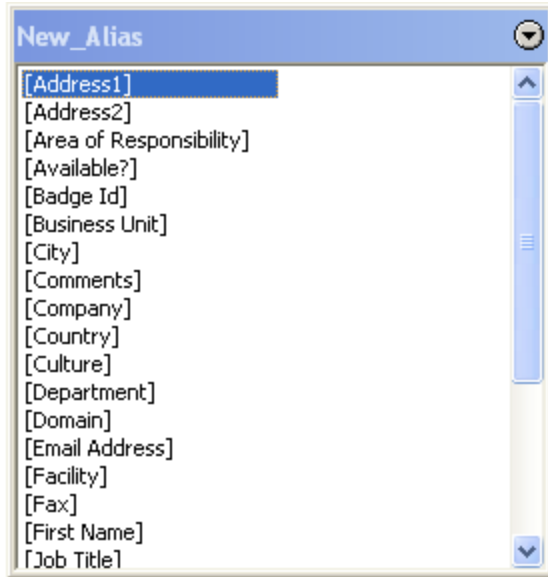 New_Alias
[Address1]
[Address2]
[Area of Responsibility]
[Available?]
[Badge Id]
[Business Unit]
[City]
[Comments]
[Company]
[Country]
[Culture]
[Department]
[Domain]
[Email Address]
[Facility]
[Fax]
[First Name]
[Job Title]